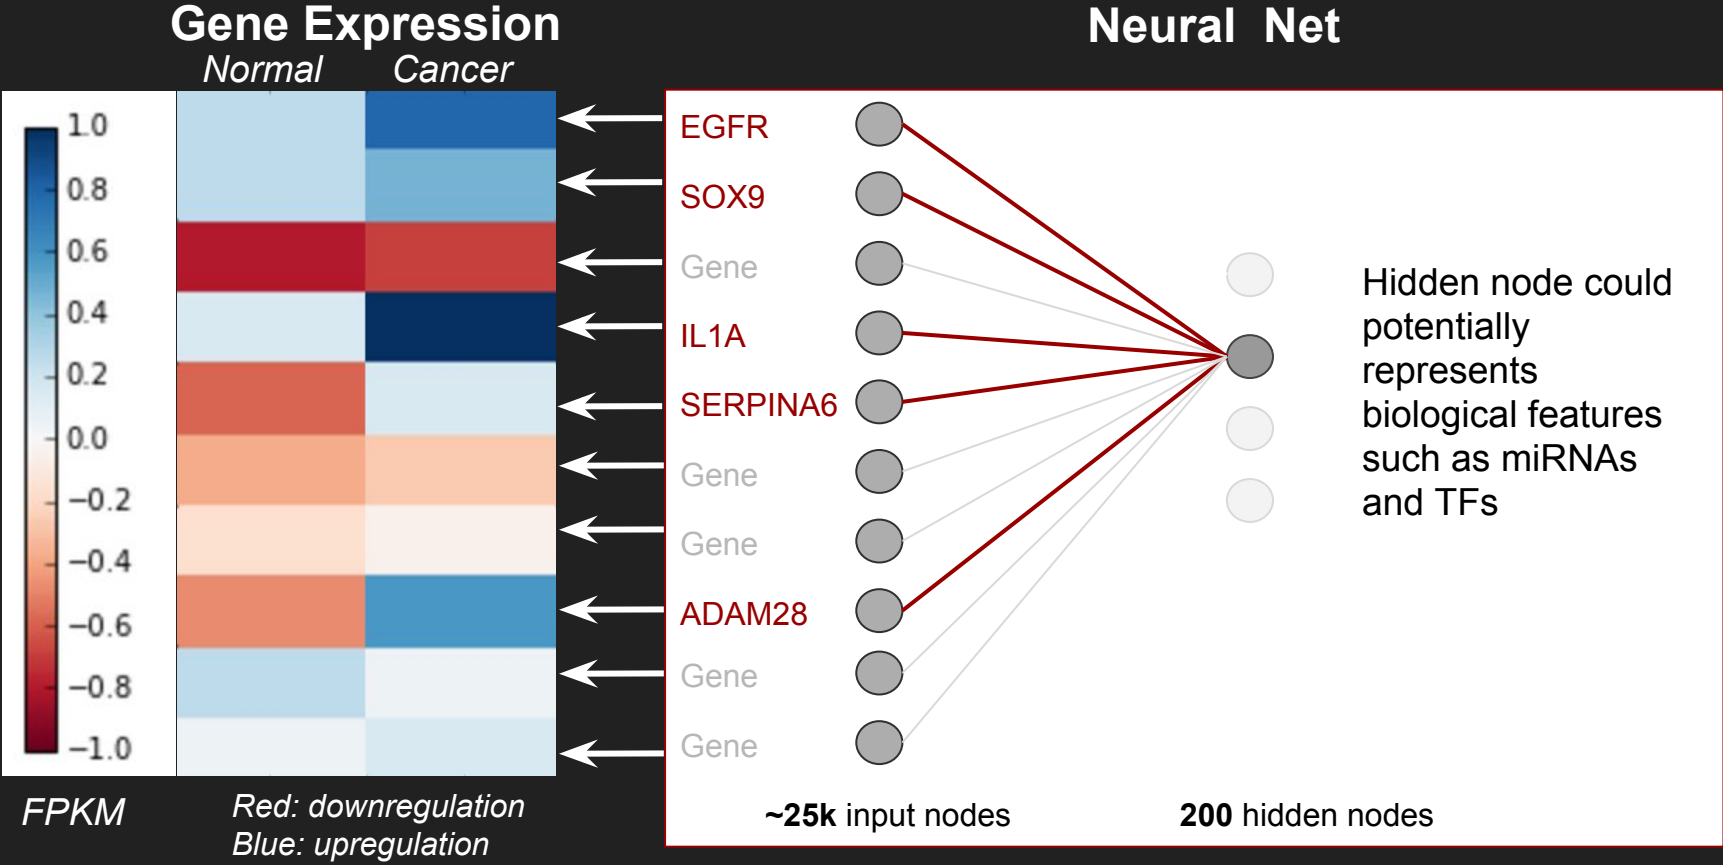 Gene Expression
Normal
Cancer
1.0
0.8
0.6
0.4
0.2
0.0
−0.2
−0.4
−0.6
−0.8
−1.0
FPKM
Red: downregulation
Blue: upregulation
Neural Net
EGFR
SOX9
Gene
IL1A
SERPINA6
Gene
Gene
ADAM28
Gene
Gene
~25k input nodes
200 hidden nodes
Hidden node could
potentially
represents
biological features
such as miRNAs
and TFs